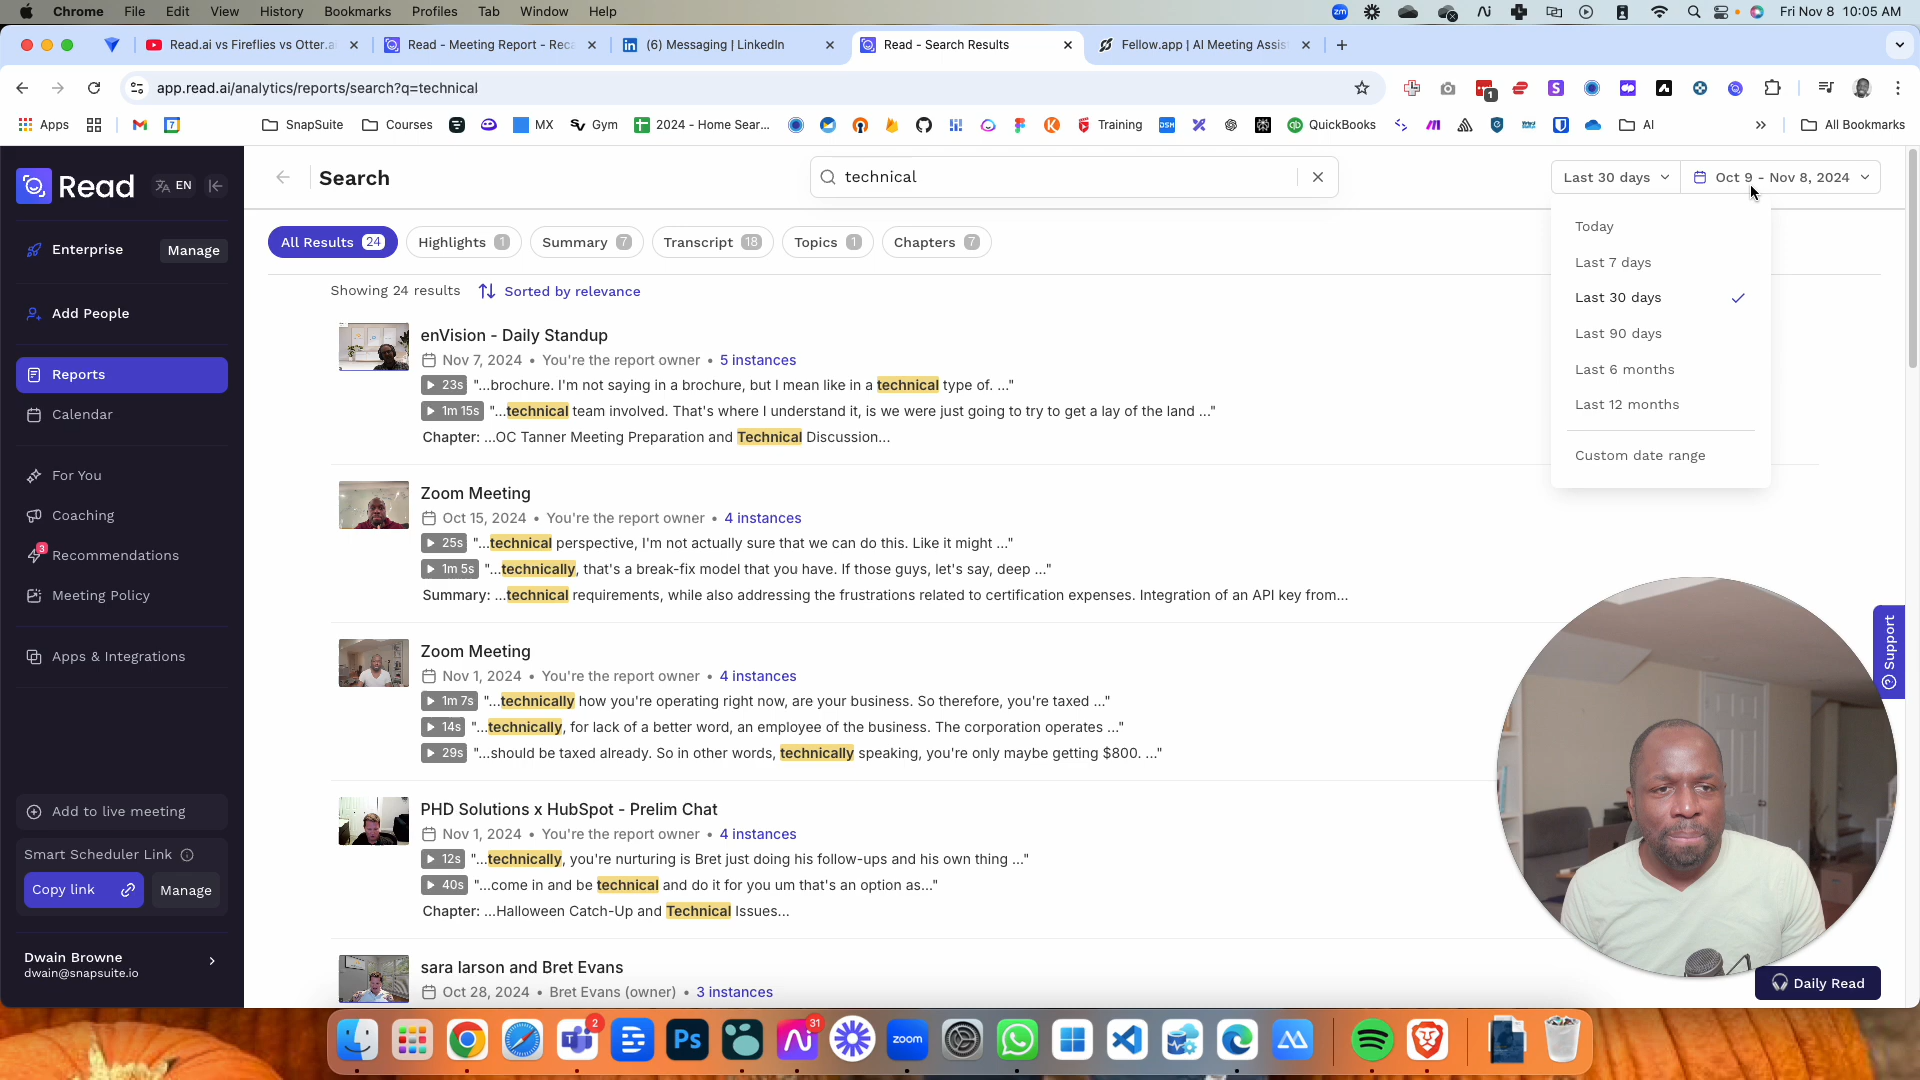 Chrome File Edit View History Bookmarks Profiles Tab Window Help
zm
Fri Nov 8 10:05 AM
Read.ai vs Fireflies vs Otter.a
Read - Meeting Report - Reca
(6) Messaging | LinkedIn
Read - Search Results
Fellow.app | AI Meeting Assis
app.read.ai/analytics/reports/search?q=technical
1
Apps
SnapSuite
Courses
MX
Gym
2024 - Home Sear...
Training
DSM
QuickBooks
AI
All Bookmarks
Read
EN
Search
technical
Last 30 days
Oct 9 - Nov 8, 2024
Enterprise
Manage
Add People
Reports
Calendar
For You
Coaching
3
Recommendations
Meeting Policy
Apps & Integrations
Add to live meeting
Smart Scheduler Link
Copy link
Manage
Dwain Browne
dwain@snapsuite.io
All Results 24
Highlights 1
Summary 7
Transcript 18
Topics 1
Chapters 7
Showing 24 results
Sorted by relevance
Today
Last 7 days
Last 30 days
Last 90 days
Last 6 months
Last 12 months
Custom date range
enVision - Daily Standup
Nov 7, 2024 • You're the report owner • 5 instances
23s "...brochure. I'm not saying in a brochure, but I mean like in a technical type of. ..."
1m 15s "...technical team involved. That's where I understand it, is we were just going to try to get a lay of the land ..."
Chapter: ...OC Tanner Meeting Preparation and Technical Discussion...
Zoom Meeting
Oct 15, 2024 • You're the report owner • 4 instances
25s "...technical perspective, I'm not actually sure that we can do this. Like it might ..."
1m 5s "...technically, that's a break-fix model that you have. If those guys, let's say, deep ..."
Summary: ...technical requirements, while also addressing the frustrations related to certification expenses. Integration of an API key from...
Zoom Meeting
Nov 1, 2024 • You're the report owner • 4 instances
1m 7s "...technically how you're operating right now, are your business. So therefore, you're taxed ..."
14s "...technically, for lack of a better word, an employee of the business. The corporation operates ..."
29s "...should be taxed already. So in other words, technically speaking, you're only maybe getting $800. ..."
PHD Solutions x HubSpot - Prelim Chat
Nov 1, 2024 • You're the report owner • 4 instances
12s "...technically, you're nurturing is Bret just doing his follow-ups and his own thing ..."
40s "...come in and be technical and do it for you um that's an option as..."
Chapter: ...Halloween Catch-Up and Technical Issues...
sara larson and Bret Evans
Oct 28, 2024 • Bret Evans (owner) • 3 instances
Support
Daily Read
2
Ps
31
zoom